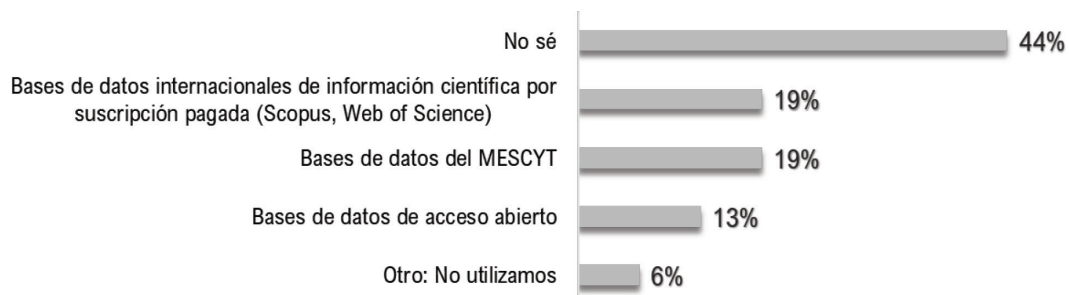 No sé 44%
Bases de datos internacionales de información científica por
suscripción pagada (Scopus, Web of Science) 19%
Bases de datos del MESCYT 19%
Bases de datos de acceso abierto 13%
Otro: No utilizamos 6%